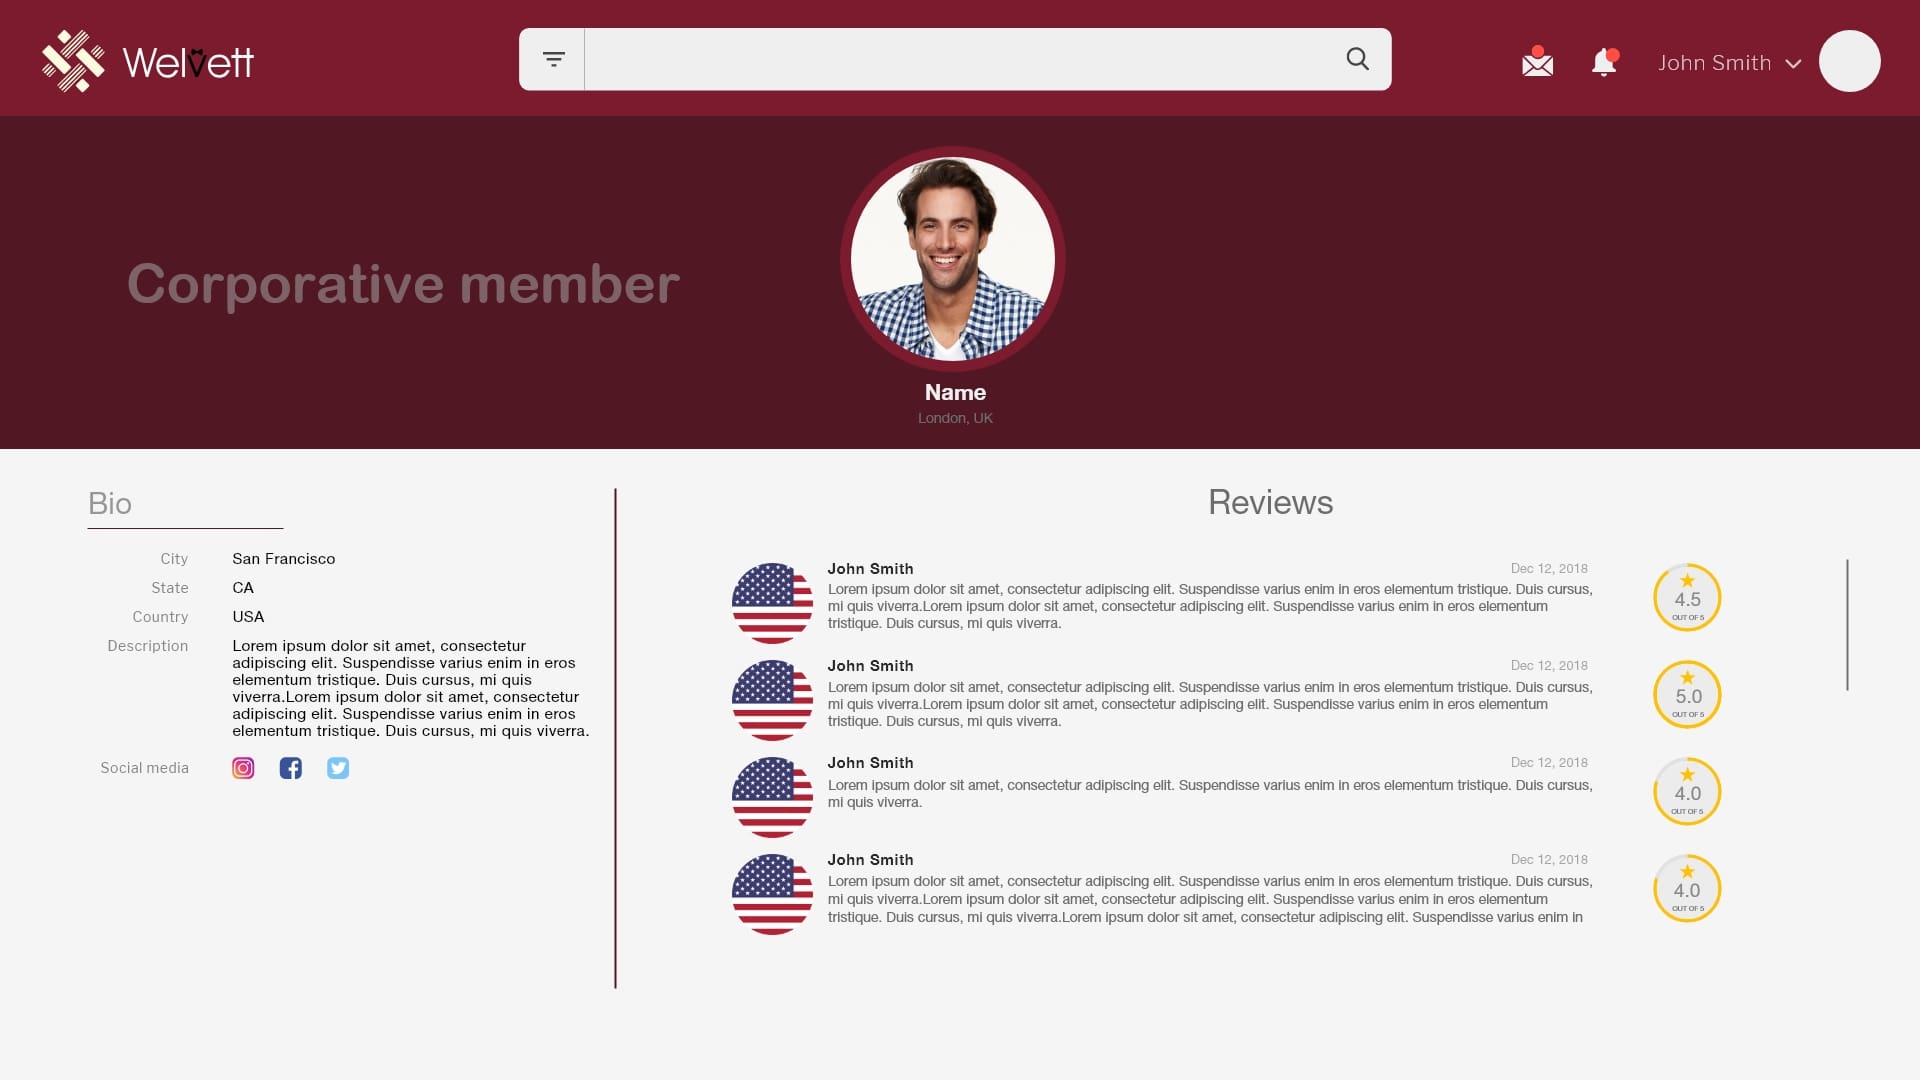 Welvett
John Smith
Corporative member
Name
London, UK
Bio
City San Francisco
State CA
Country USA
Description Lorem ipsum dolor sit amet, consectetur
adipiscing elit. Suspendisse varius enim in eros
elementum tristique. Duis cursus, mi quis
viverra.Lorem ipsum dolor sit amet, consectetur
adipiscing elit. Suspendisse varius enim in eros
elementum tristique. Duis cursus, mi quis viverra.
Social media
Reviews
John Smith Dec 12, 2018
Lorem ipsum dolor sit amet, consectetur adipiscing elit. Suspendisse varius enim in eros elementum tristique. Duis cursus,
mi quis viverra.Lorem ipsum dolor sit amet, consectetur adipiscing elit. Suspendisse varius enim in eros elementum
tristique. Duis cursus, mi quis viverra.
4.5
OUT OF 5
John Smith Dec 12, 2018
Lorem ipsum dolor sit amet, consectetur adipiscing elit. Suspendisse varius enim in eros elementum tristique. Duis cursus,
mi quis viverra.Lorem ipsum dolor sit amet, consectetur adipiscing elit. Suspendisse varius enim in eros elementum
tristique. Duis cursus, mi quis viverra.
5.0
OUT OF 5
John Smith Dec 12, 2018
Lorem ipsum dolor sit amet, consectetur adipiscing elit. Suspendisse varius enim in eros elementum tristique. Duis cursus,
mi quis viverra.
4.0
OUT OF 5
John Smith Dec 12, 2018
Lorem ipsum dolor sit amet, consectetur adipiscing elit. Suspendisse varius enim in eros elementum tristique. Duis cursus,
mi quis viverra.Lorem ipsum dolor sit amet, consectetur adipiscing elit. Suspendisse varius enim in eros elementum
tristique. Duis cursus, mi quis viverra.Lorem ipsum dolor sit amet, consectetur adipiscing elit. Suspendisse varius enim in
4.0
OUT OF 5